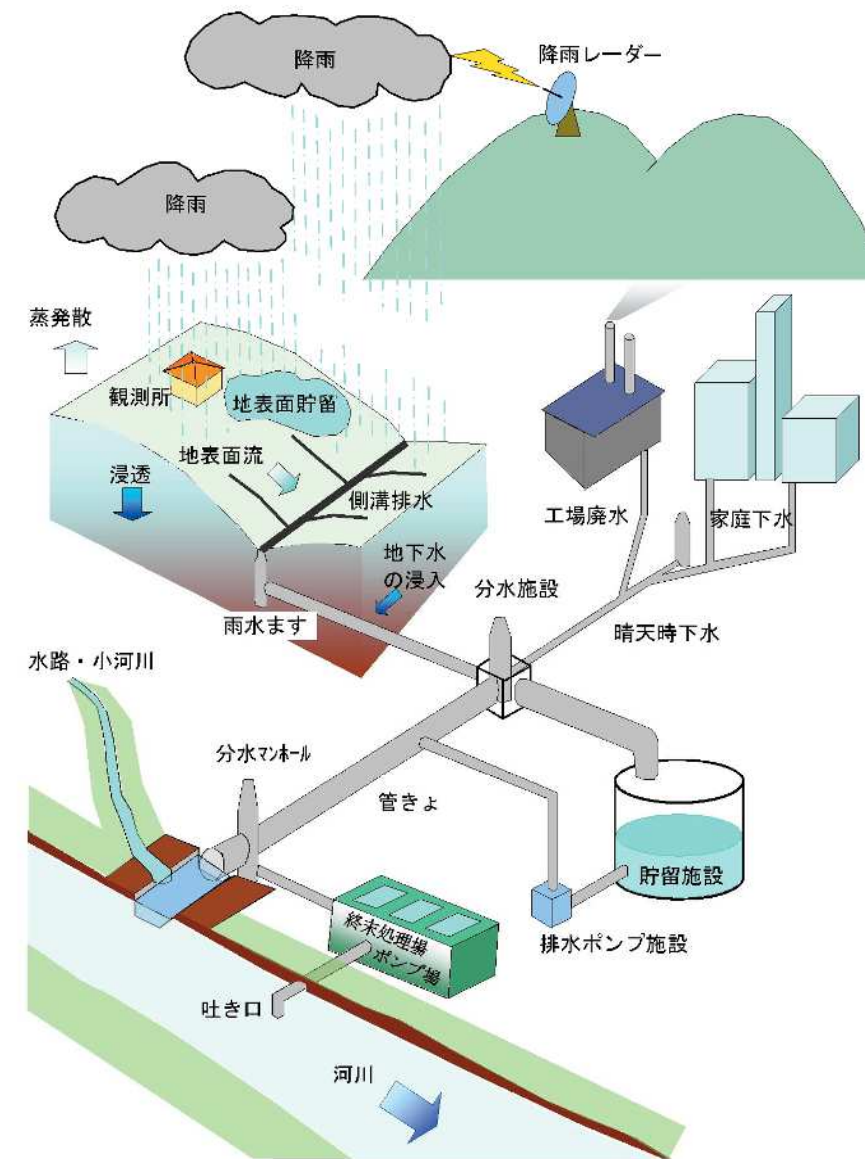 降雨
降雨レーダー
降雨
蒸発散
観測所
地表面貯留
地表面流
浸透
側溝排水
工場廃水
家庭下水
地下水
の浸入
分水施設
雨水ます
晴天時下水
水路・小河川
分水マンホール
管きょ
貯留施設
終末処理場
ポンプ場
排水ポンプ施設
吐き口
河川